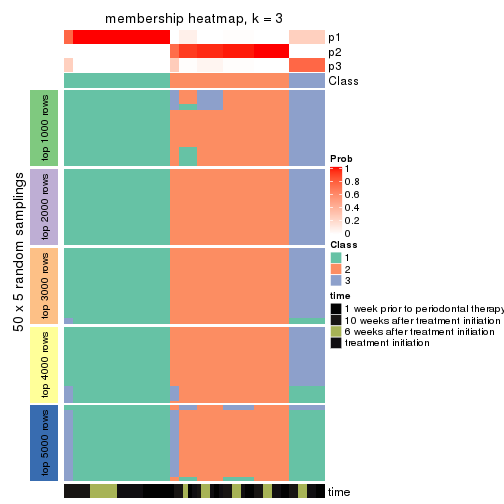 membership heatmap, k = 3
p1
p2
p3
Class
50 x 5 random samplings
top 1000 rows
top 2000 rows
top 3000 rows
top 4000 rows
top 5000 rows
Prob
1
0.8
0.6
0.4
0.2
0
Class
1
2
3
time
1 week prior to periodontal therapy
10 weeks after treatment initiation
6 weeks after treatment initiation
treatment initiation
time